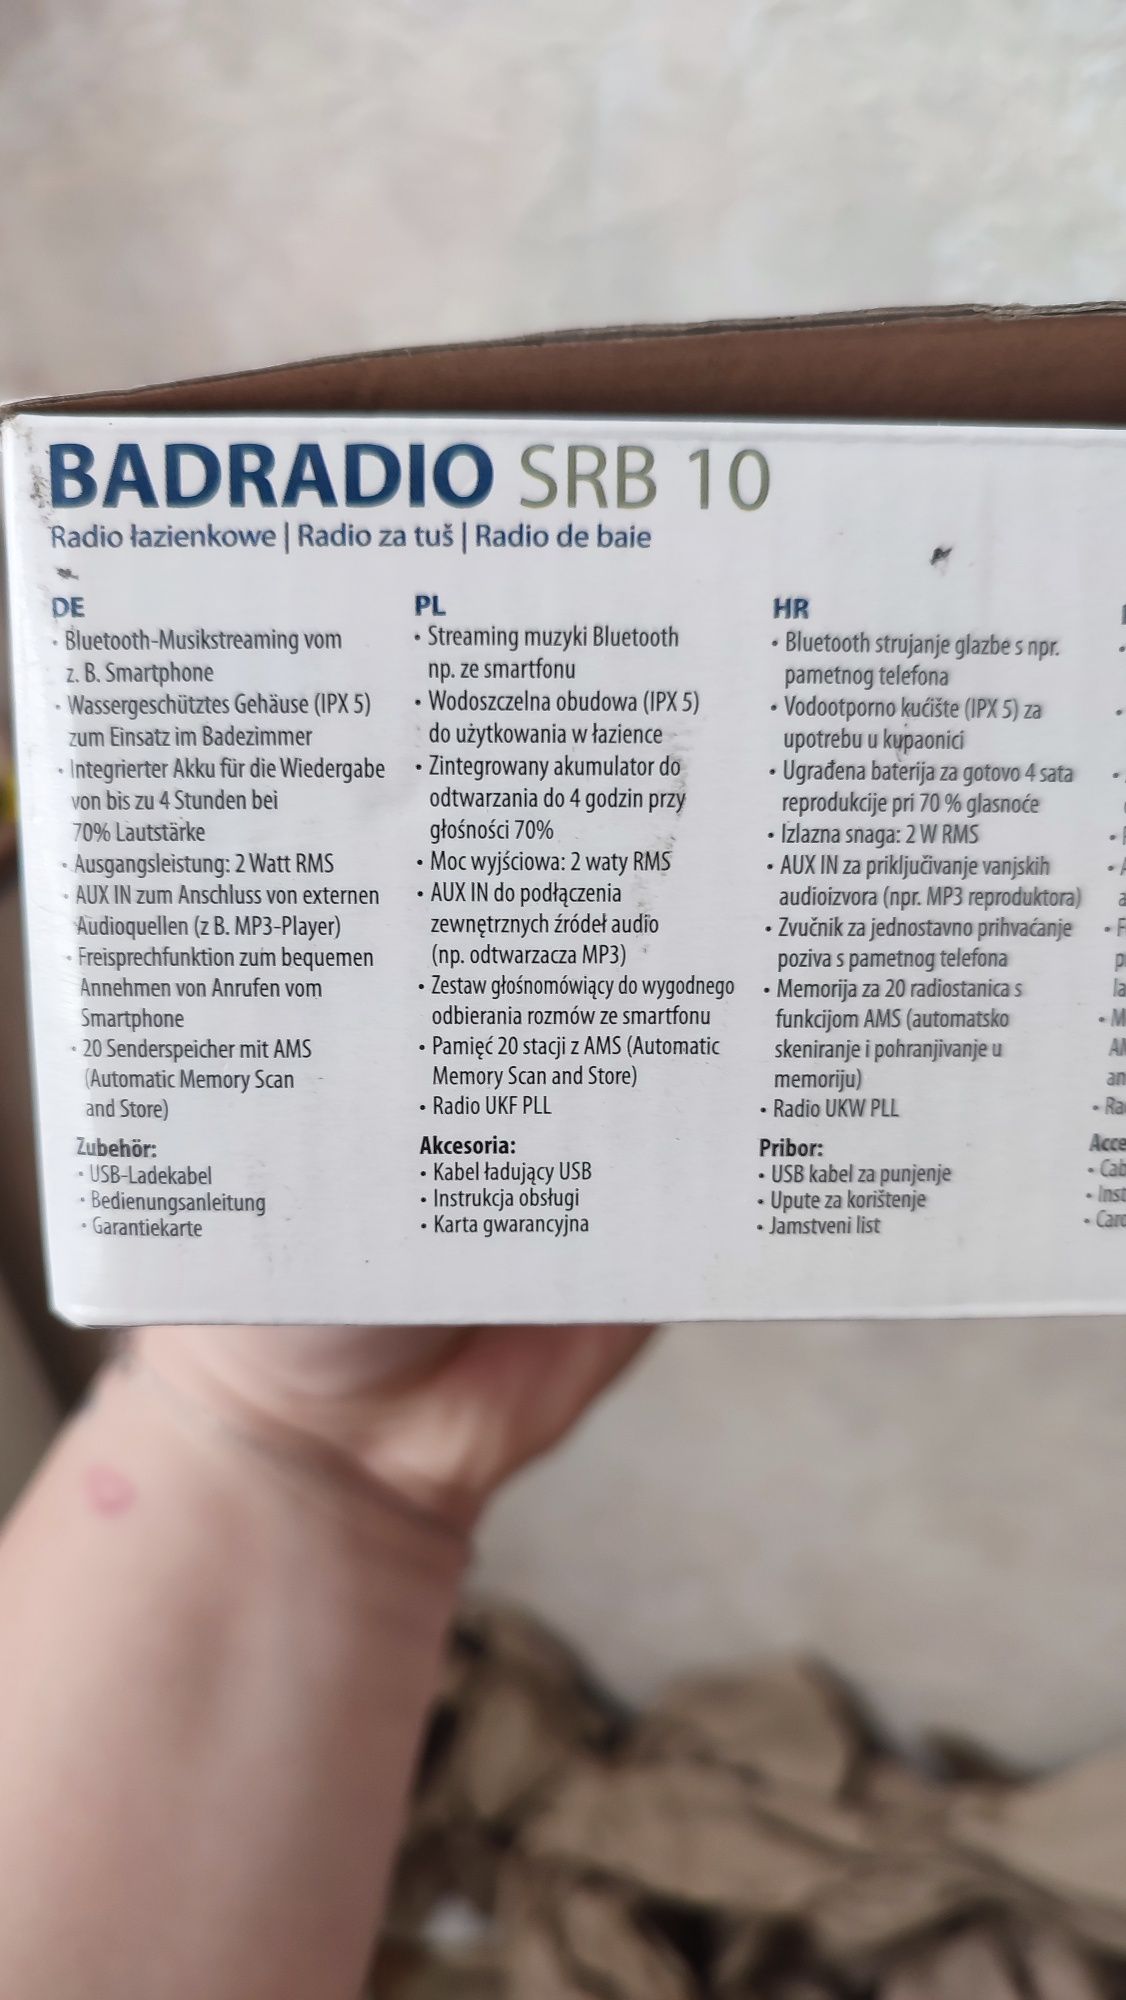 BADRADIO SRB 10
Radio łazienkowe | Radio za tuš | Radio de baie
DE
• Bluetooth-Musikstreaming vom
z. B. Smartphone
• Wassergeschütztes Gehäuse (IPX 5)
zum Einsatz im Badezimmer
• Integrierter Akku für die Wiedergabe
von bis zu 4 Stunden bei
70% Lautstärke
• Ausgangsleistung: 2 Watt RMS
• AUX IN zum Anschluss von externen
Audioquellen (z B. MP3-Player)
• Freisprechfunktion zum bequemen
Annehmen von Anrufen vom
Smartphone
• 20 Senderspeicher mit AMS
(Automatic Memory Scan
and Store)
Zubehör:
• USB-Ladekabel
• Bedienungsanleitung
• Garantiekarte
PL
• Streaming muzyki Bluetooth
np. ze smartfonu
• Wodoszczelna obudowa (IPX 5)
do użytkowania w łazience
• Zintegrowany akumulator do
odtwarzania do 4 godzin przy
głośności 70%
• Moc wyjściowa: 2 waty RMS
• AUX IN do podłączenia
zewnętrznych źródeł audio
(np. odtwarzacza MP3)
• Zestaw głośnomówiący do wygodnego
odbierania rozmów ze smartfonu
• Pamięć 20 stacji z AMS (Automatic
Memory Scan and Store)
• Radio UKF PLL
Akcesoria:
• Kabel ładujący USB
• Instrukcja obsługi
• Karta gwarancyjna
HR
• Bluetooth strujanje glazbe s npr.
pametnog telefona
• Vodootporno kućište (IPX 5) za
upotrebu u kupaonici
• Ugrađena baterija za gotovo 4 sata
reprodukcije pri 70 % glasnoće
• Izlazna snaga: 2 W RMS
• AUX IN za priključivanje vanjskih
audioizvora (npr. MP3 reproduktora)
• Zvučnik za jednostavno prihvaćanje
poziva s pametnog telefona
• Memorija za 20 radiostanica s
funkcijom AMS (automatsko
skeniranje i pohranjivanje u
memoriju)
• Radio UKW PLL
Pribor:
• USB kabel za punjenje
• Upute za korištenje
• Jamstveni list